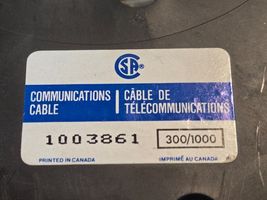 CSA ®
COMMUNICATIONS CÂBLE DE
CABLE TÉLÉCOMMUNICATIONS
1003861 300/1000
PRINTED IN CANADA IMPRIMÉ AU CANADA